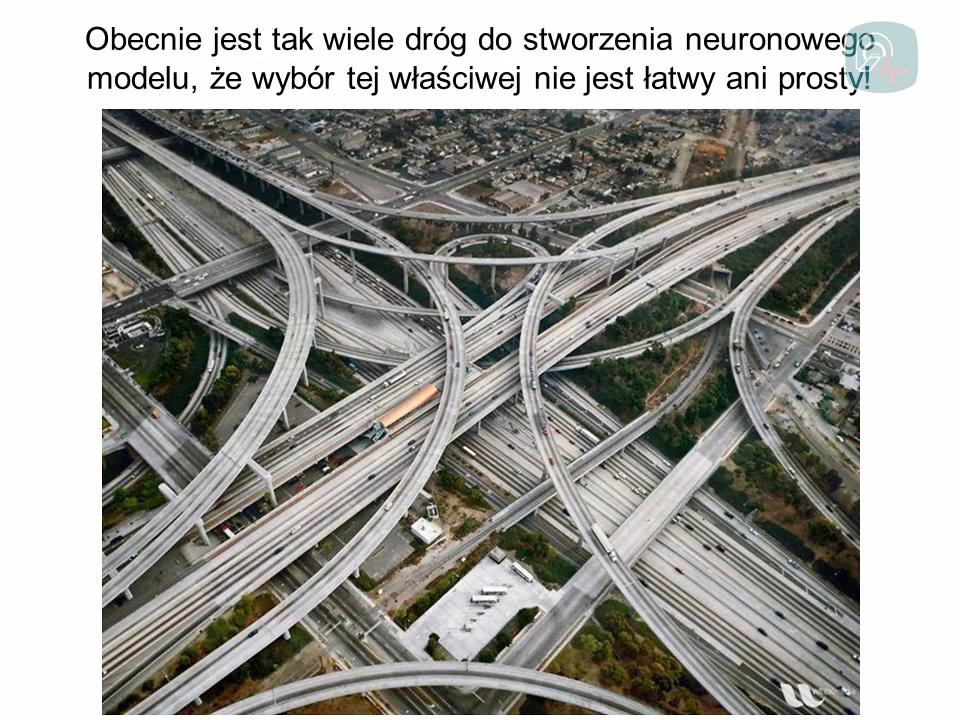 Obecnie jest tak wiele dróg do stworzenia neuronowego
modelu, że wybór tej właściwej nie jest łatwy ani prosty!